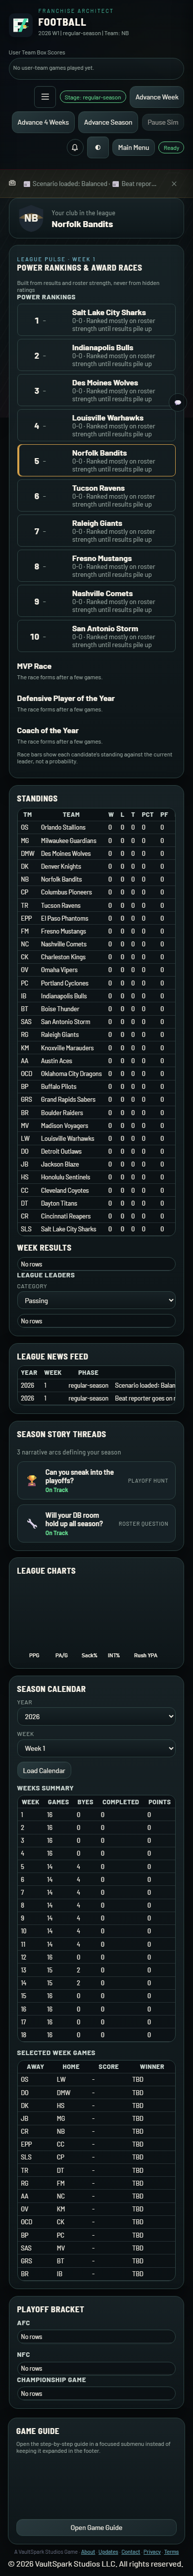 FRANCHISE ARCHITECT
FOOTBALL
2026 W1 | regular-season | Team: NB
User Team Box Scores
No user-team games played yet.
Stage: regular-season
Advance Week
Advance 4 Weeks
Advance Season
Pause Sim
Main Menu
Ready
Scenario loaded: Balanced · Beat repor...
NB
Your club in the league
Norfolk Bandits
LEAGUE PULSE · WEEK 1
POWER RANKINGS & AWARD RACES
Built from results and roster strength, never from hidden
ratings
POWER RANKINGS
1 –
Salt Lake City Sharks
0-0 · Ranked mostly on roster
strength until results pile up
2 –
Indianapolis Bulls
0-0 · Ranked mostly on roster
strength until results pile up
3 –
Des Moines Wolves
0-0 · Ranked mostly on roster
strength until results pile up
4 –
Louisville Warhawks
0-0 · Ranked mostly on roster
strength until results pile up
5 –
Norfolk Bandits
0-0 · Ranked mostly on roster
strength until results pile up
6 –
Tucson Ravens
0-0 · Ranked mostly on roster
strength until results pile up
7 –
Raleigh Giants
0-0 · Ranked mostly on roster
strength until results pile up
8 –
Fresno Mustangs
0-0 · Ranked mostly on roster
strength until results pile up
9 –
Nashville Comets
0-0 · Ranked mostly on roster
strength until results pile up
10 –
San Antonio Storm
0-0 · Ranked mostly on roster
strength until results pile up
MVP Race
The race forms after a few games.
Defensive Player of the Year
The race forms after a few games.
Coach of the Year
The race forms after a few games.
Race bars show each candidate's standing against the current
leader, not a probability.
STANDINGS
TM TEAM W L T PCT PF
OS Orlando Stallions 0 0 0 0 0
MG Milwaukee Guardians 0 0 0 0 0
DMW Des Moines Wolves 0 0 0 0 0
DK Denver Knights 0 0 0 0 0
NB Norfolk Bandits 0 0 0 0 0
CP Columbus Pioneers 0 0 0 0 0
TR Tucson Ravens 0 0 0 0 0
EPP El Paso Phantoms 0 0 0 0 0
FM Fresno Mustangs 0 0 0 0 0
NC Nashville Comets 0 0 0 0 0
CK Charleston Kings 0 0 0 0 0
OV Omaha Vipers 0 0 0 0 0
PC Portland Cyclones 0 0 0 0 0
IB Indianapolis Bulls 0 0 0 0 0
BT Boise Thunder 0 0 0 0 0
SAS San Antonio Storm 0 0 0 0 0
RG Raleigh Giants 0 0 0 0 0
KM Knoxville Marauders 0 0 0 0 0
AA Austin Aces 0 0 0 0 0
OCD Oklahoma City Dragons 0 0 0 0 0
BP Buffalo Pilots 0 0 0 0 0
GRS Grand Rapids Sabers 0 0 0 0 0
BR Boulder Raiders 0 0 0 0 0
MV Madison Voyagers 0 0 0 0 0
LW Louisville Warhawks 0 0 0 0 0
DO Detroit Outlaws 0 0 0 0 0
JB Jackson Blaze 0 0 0 0 0
HS Honolulu Sentinels 0 0 0 0 0
CC Cleveland Coyotes 0 0 0 0 0
DT Dayton Titans 0 0 0 0 0
CR Cincinnati Reapers 0 0 0 0 0
SLS Salt Lake City Sharks 0 0 0 0 0
WEEK RESULTS
No rows
LEAGUE LEADERS
CATEGORY
Passing
No rows
LEAGUE NEWS FEED
YEAR WEEK PHASE
2026 1 regular-season Scenario loaded: Balan
2026 1 regular-season Beat reporter goes on r
SEASON STORY THREADS
3 narrative arcs defining your season
Can you sneak into the
playoffs?
On Track
PLAYOFF HUNT
Will your DB room
hold up all season?
On Track
ROSTER QUESTION
LEAGUE CHARTS
PPG PA/G Sack% INT% Rush YPA
SEASON CALENDAR
YEAR
2026
WEEK
Week 1
Load Calendar
WEEKS SUMMARY
WEEK GAMES BYES COMPLETED POINTS
1 16 0 0 0
2 16 0 0 0
3 16 0 0 0
4 16 0 0 0
5 14 4 0 0
6 14 4 0 0
7 14 4 0 0
8 14 4 0 0
9 14 4 0 0
10 14 4 0 0
11 14 4 0 0
12 16 0 0 0
13 15 2 0 0
14 15 2 0 0
15 16 0 0 0
16 16 0 0 0
17 16 0 0 0
18 16 0 0 0
SELECTED WEEK GAMES
AWAY HOME SCORE WINNER
OS LW - TBD
DO DMW - TBD
DK HS - TBD
JB MG - TBD
CR NB - TBD
EPP CC - TBD
SLS CP - TBD
TR DT - TBD
RG FM - TBD
AA NC - TBD
OV KM - TBD
OCD CK - TBD
BP PC - TBD
SAS MV - TBD
GRS BT - TBD
BR IB - TBD
PLAYOFF BRACKET
AFC
No rows
NFC
No rows
CHAMPIONSHIP GAME
No rows
GAME GUIDE
Open the step-by-step guide in a focused submenu instead of
keeping it expanded in the footer.
Open Game Guide
A VaultSpark Studios Game · About · Updates · Contact · Privacy · Terms
© 2026 VaultSpark Studios LLC, All rights reserved.